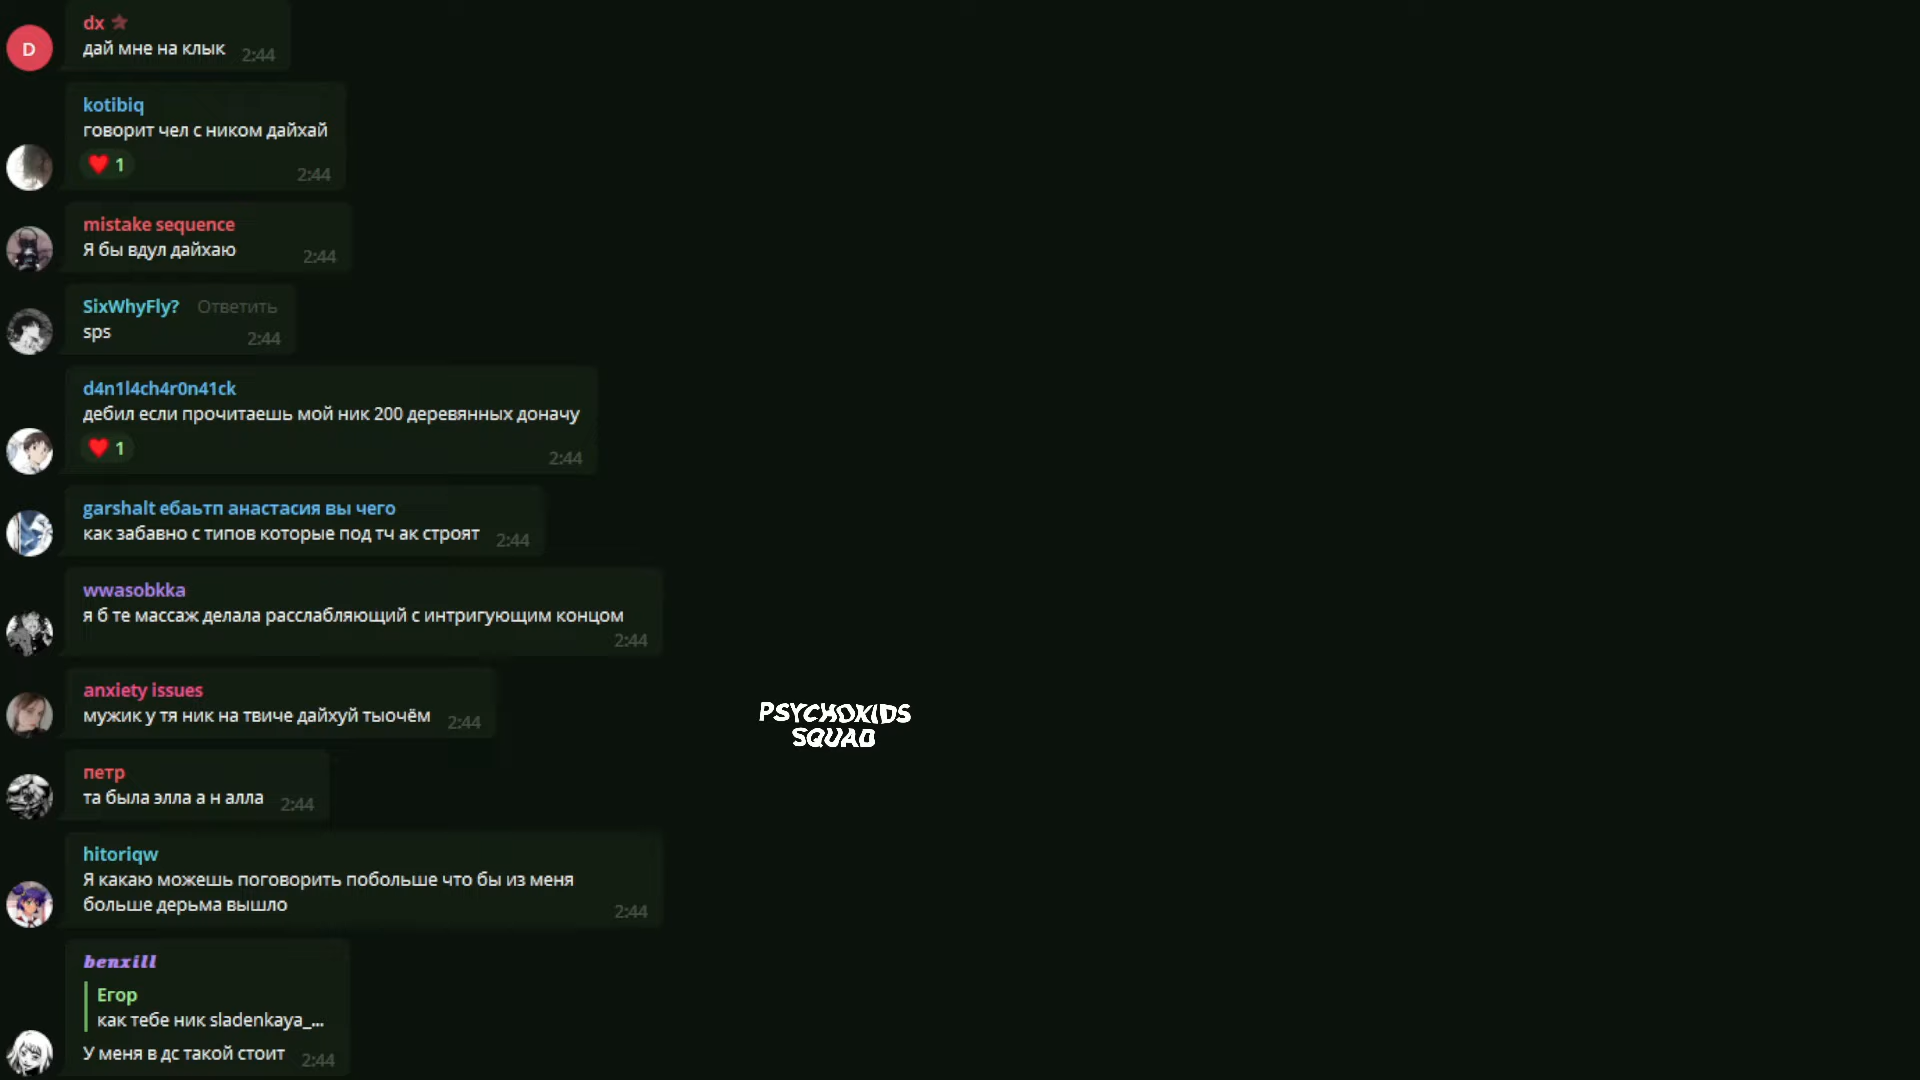 dx
дай мне на клык 2:44
D
kotibiq
говорит чел с ником дайхай
1
2:44
mistake sequence
Я бы вдул дайхаю 2:44
SixWhyFly? Ответить
sps 2:44
d4n1l4ch4r0n41ck
дебил если прочитаешь мой ник 200 деревянных доначу
1
2:44
garshalt ебаьтп анастасия вы чего
как забавно с типов которые под тч ак строят 2:44
wwasobkka
я б те массаж делала расслабляющий с интригующим концом
2:44
anxiety issues
мужик у тя ник на твиче дайхуй тыочём 2:44
PSYCHOKIDS
SQUAD
петр
та была элла а н алла 2:44
hitoriqw
Я какаю можешь поговорить побольше что бы из меня
больше дерьма вышло 2:44
benxill
Егор
как тебе ник sladenkaya_...
У меня в дс такой стоит 2:44